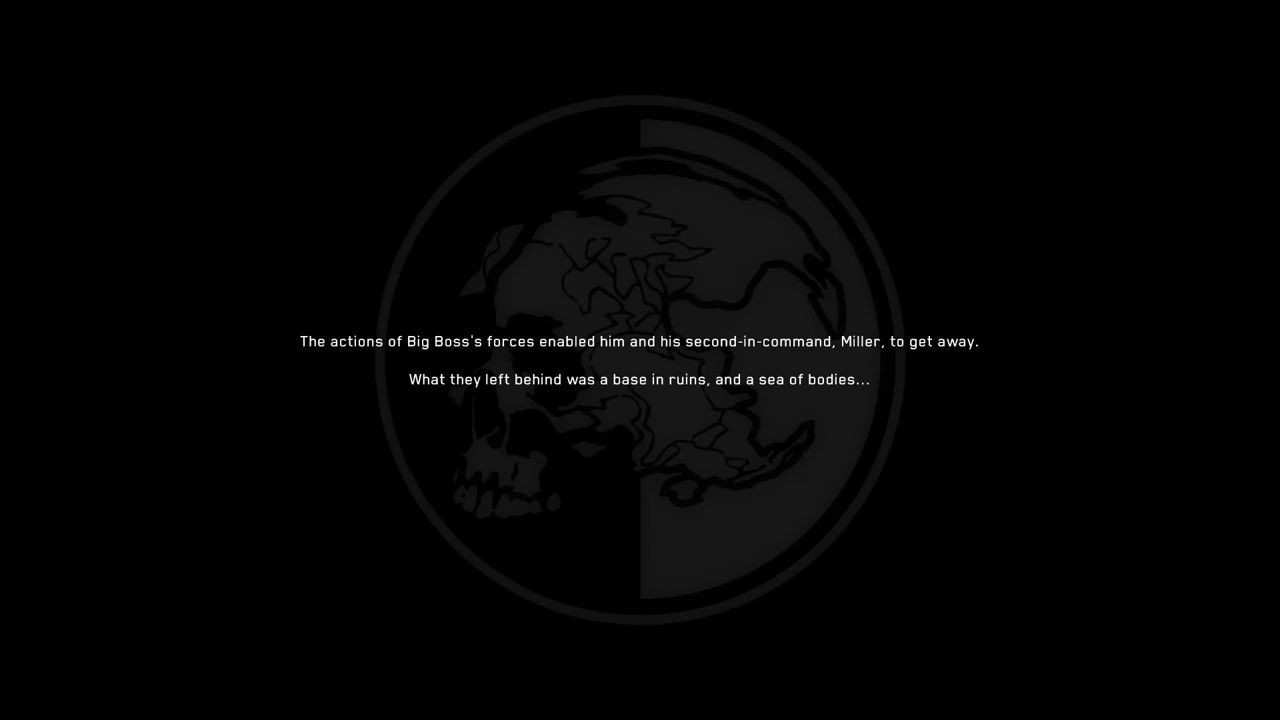 The actions of Big Boss's forces enabled him and his second-in-command, Miller, to get away.
What they left behind was a base in ruins, and a sea of bodies...